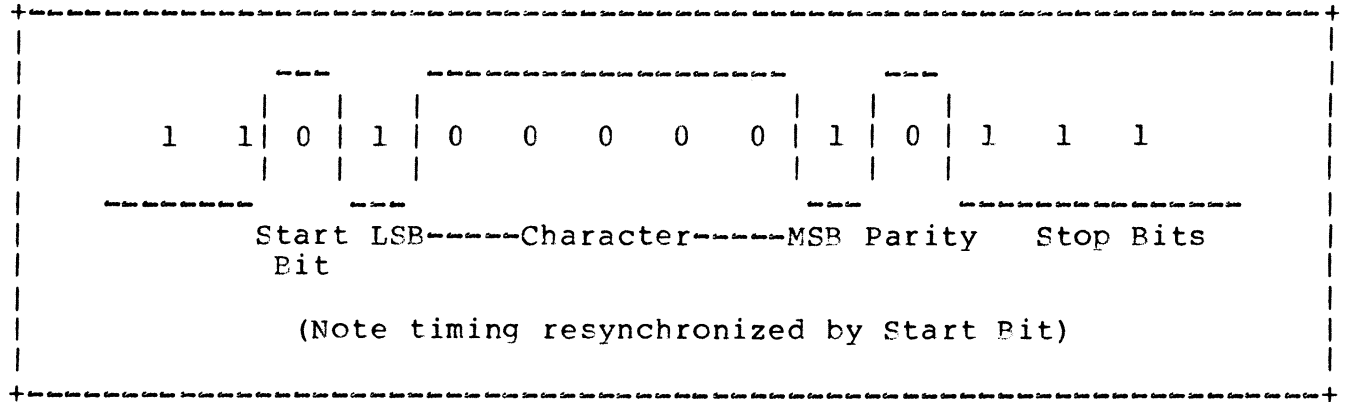 1 1| 0 | 1 | 0 0 0 0 0 | 1 | 0 | 1 1 1
Start LSB-----Character-----MSB Parity Stop Bits
Bit
(Note timing resynchronized by Start Bit)